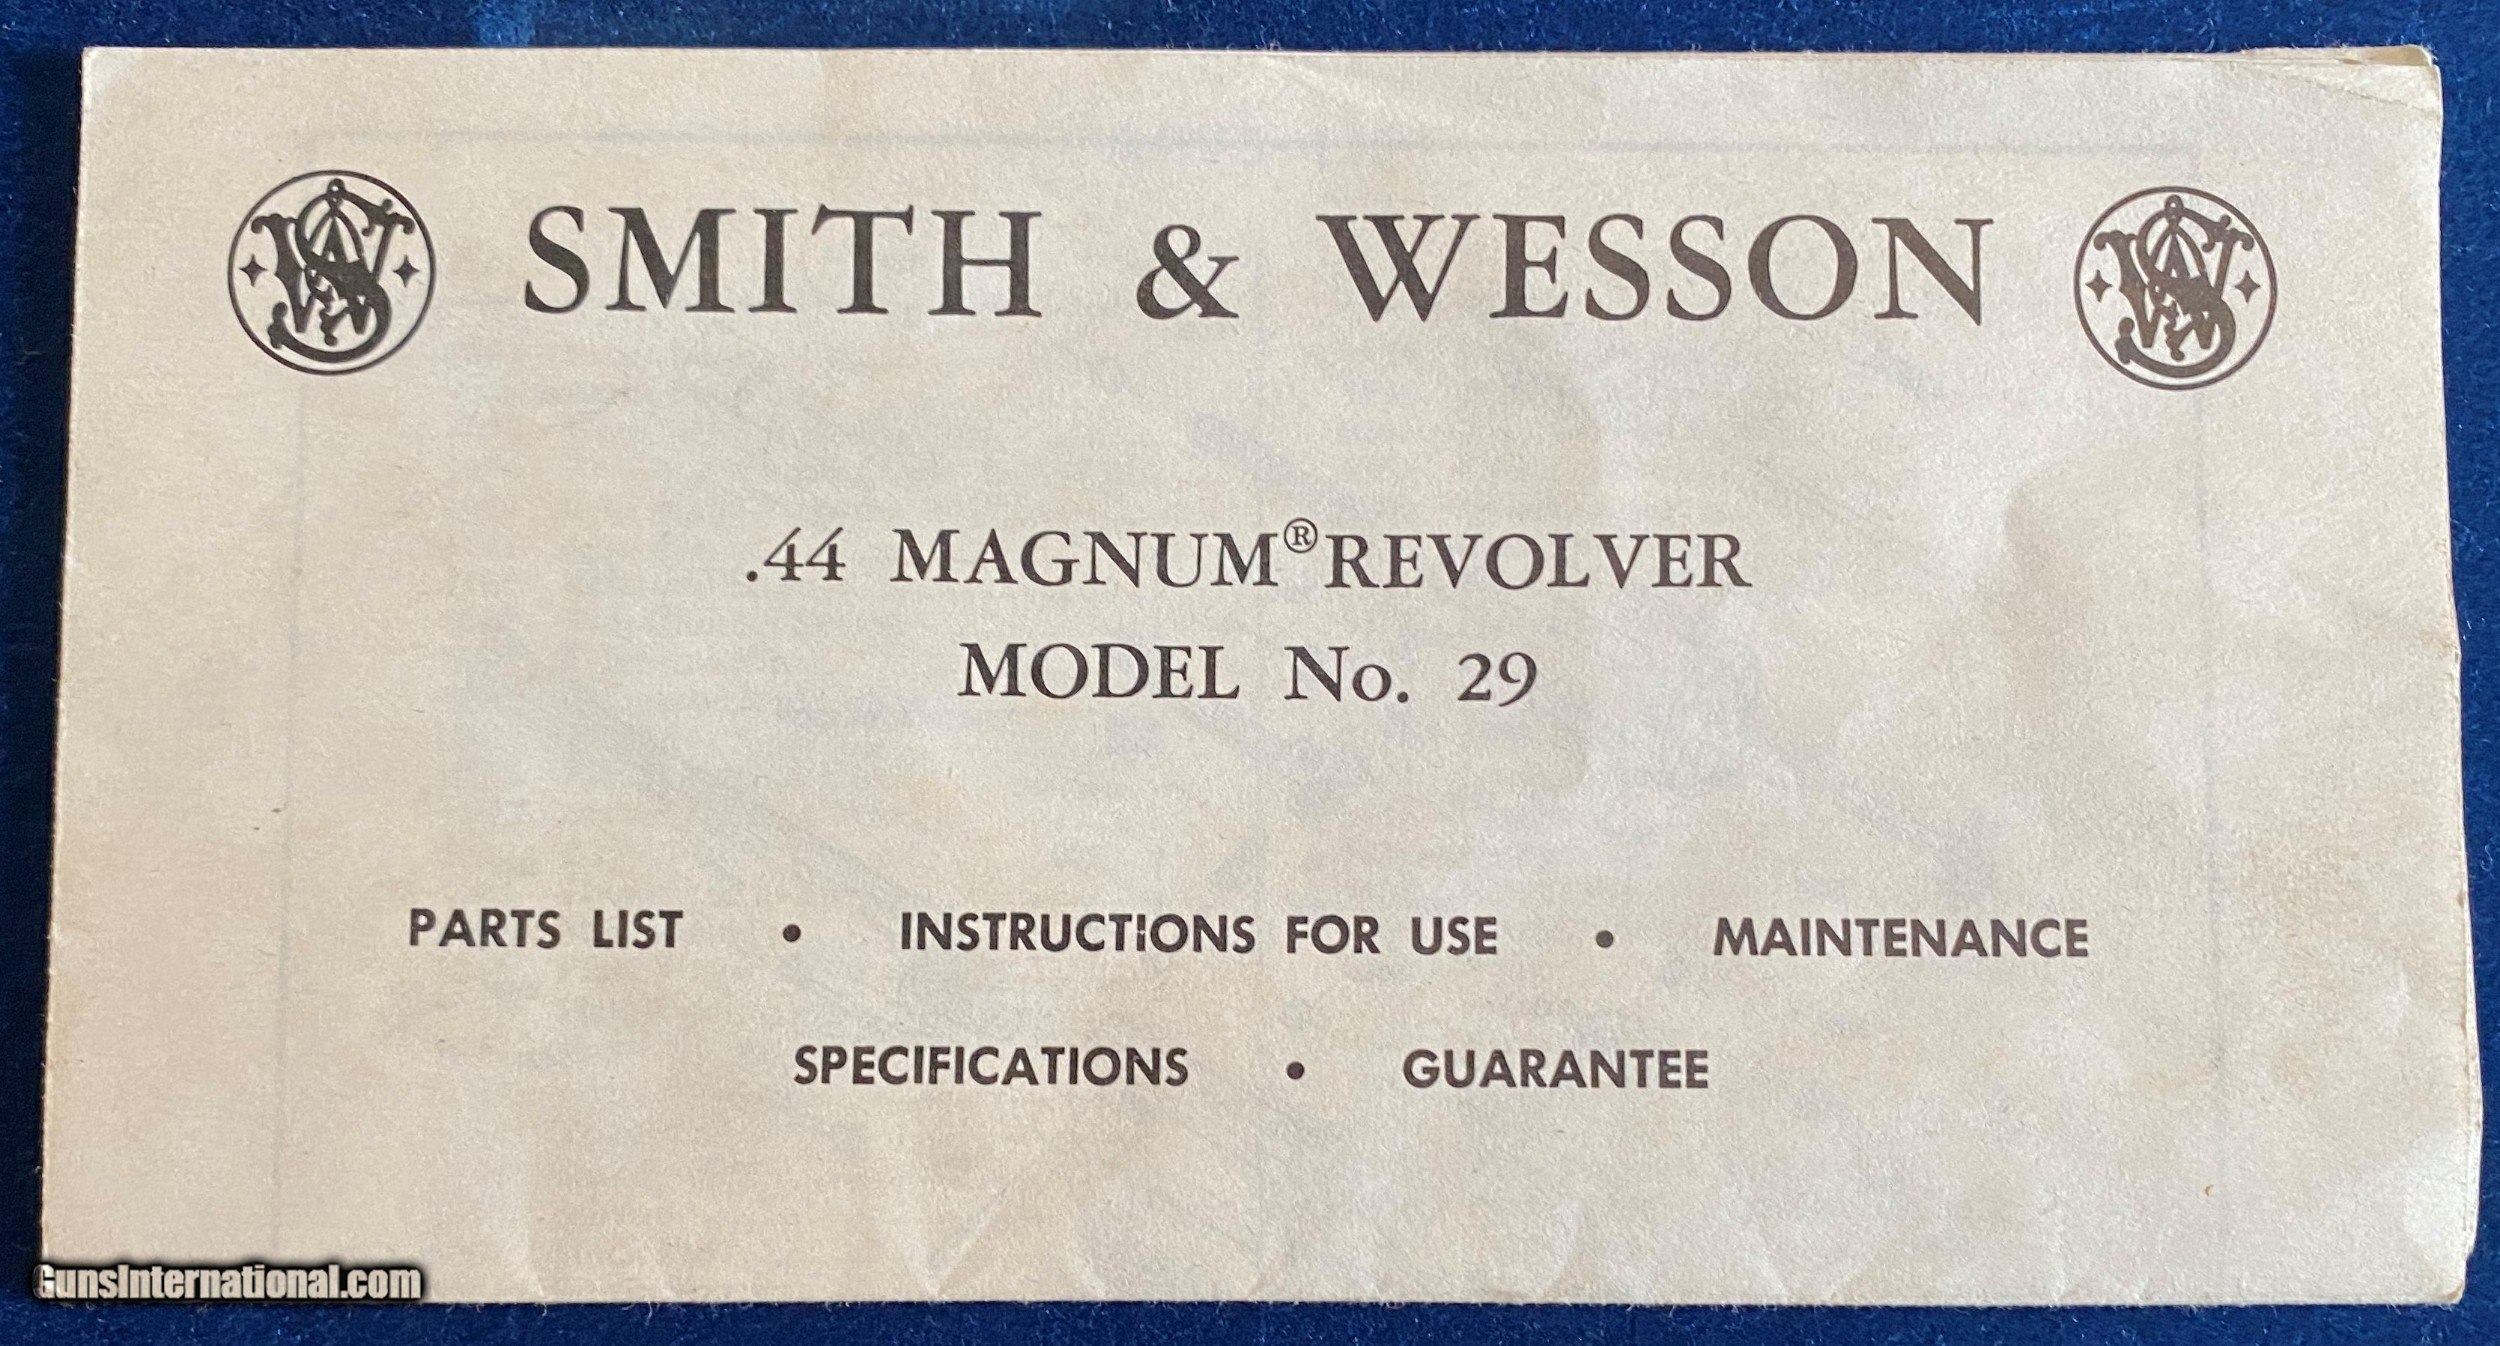 SMITH & WESSON
.44 MAGNUM® REVOLVER
MODEL No. 29
PARTS LIST • INSTRUCTiONS FOR USE • MAINTENANCE
SPECIFICATIONS • GUARANTEE
GunsInternational.com